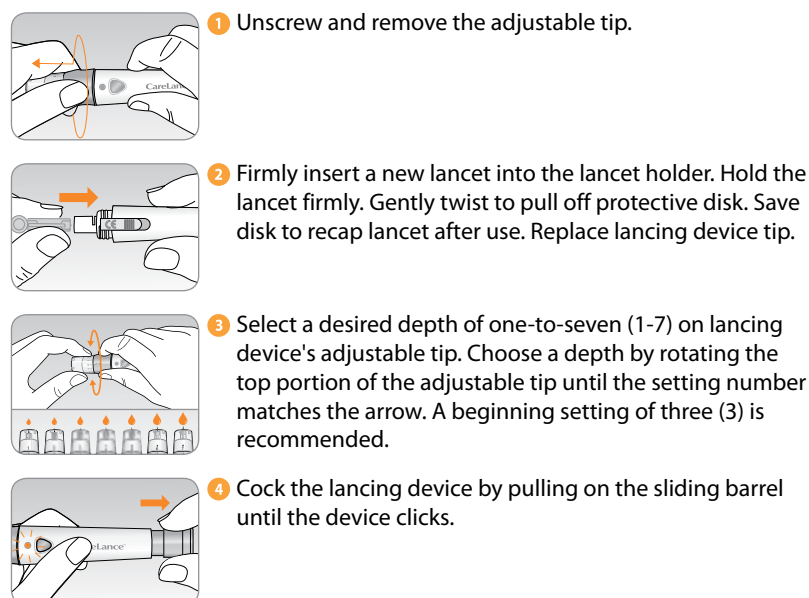 1 Unscrew and remove the adjustable tip.
CareLan
2 Firmly insert a new lancet into the lancet holder. Hold the
lancet firmly. Gently twist to pull off protective disk. Save
disk to recap lancet after use. Replace lancing device tip.
CE
3 Select a desired depth of one-to-seven (1-7) on lancing
device's adjustable tip. Choose a depth by rotating the
top portion of the adjustable tip until the setting number
matches the arrow. A beginning setting of three (3) is
recommended.
4 Cock the lancing device by pulling on the sliding barrel
until the device clicks.
eLance